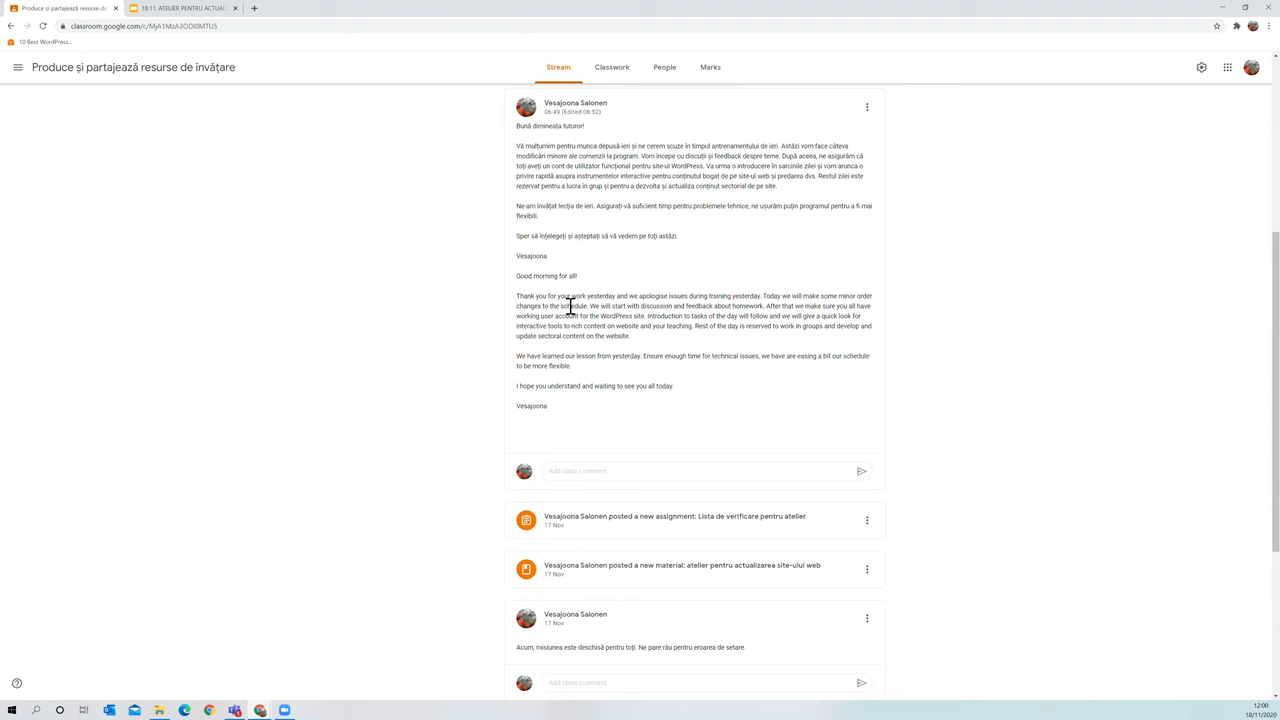 Produce și partajează resurse de în
18.11. ATELIER PENTRU ACTUAL
classroom.google.com/c/MjA1MzA3ODI0MTU5
10 Best WordPress...
Produce și partajează resurse de învățare
Stream
Classwork
People
Marks
Vesajoona Salonen
06:49 (Edited 06:52)
Bună dimineața tuturor!
Vă mulțumim pentru munca depusă ieri și ne cerem scuze în timpul antrenamentului de ieri. Astăzi vom face câteva
modificări minore ale comenzii la program. Vom începe cu discuții și feedback despre teme. După aceea, ne asigurăm că
toți aveți un cont de utilizator funcțional pentru site-ul WordPress. Va urma o introducere în sarcinile zilei și vom arunca o
privire rapidă asupra instrumentelor interactive pentru conținutul bogat de pe site-ul web și predarea dvs. Restul zilei este
rezervat pentru a lucra în grup și pentru a dezvolta și actualiza conținut sectorial de pe site.
Ne-am învățat lecția de ieri. Asigurați-vă suficient timp pentru problemele tehnice, ne ușurăm puțin programul pentru a fi mai
flexibili.
Sper să înțelegeți și așteptați să vă vedem pe toți astăzi.
Vesajoona
Good morning for all!
Thank you for your work yesterday and we apologise issues during training yesterday. Today we will make some minor order
changes to the schedule. We will start with discussion and feedback about homework. After that we make sure you all have
working user account for the WordPress site. Introduction to tasks of the day will follow and we will give a quick look for
interactive tools to rich content on website and your teaching. Rest of the day is reserved to work in groups and develop and
update sectoral content on the website.
We have learned our lesson from yesterday. Ensure enough time for technical issues, we have are easing a bit our schedule
to be more flexible.
I hope you understand and waiting to see you all today.
Vesajoona
Add class comment...
Vesajoona Salonen posted a new assignment: Lista de verificare pentru atelier
17 Nov
Vesajoona Salonen posted a new material: atelier pentru actualizarea site-ului web
17 Nov
Vesajoona Salonen
17 Nov
Acum, misiunea este deschisă pentru toți. Ne pare rău pentru eroarea de setare.
Add class comment...
12:00
18/11/2020